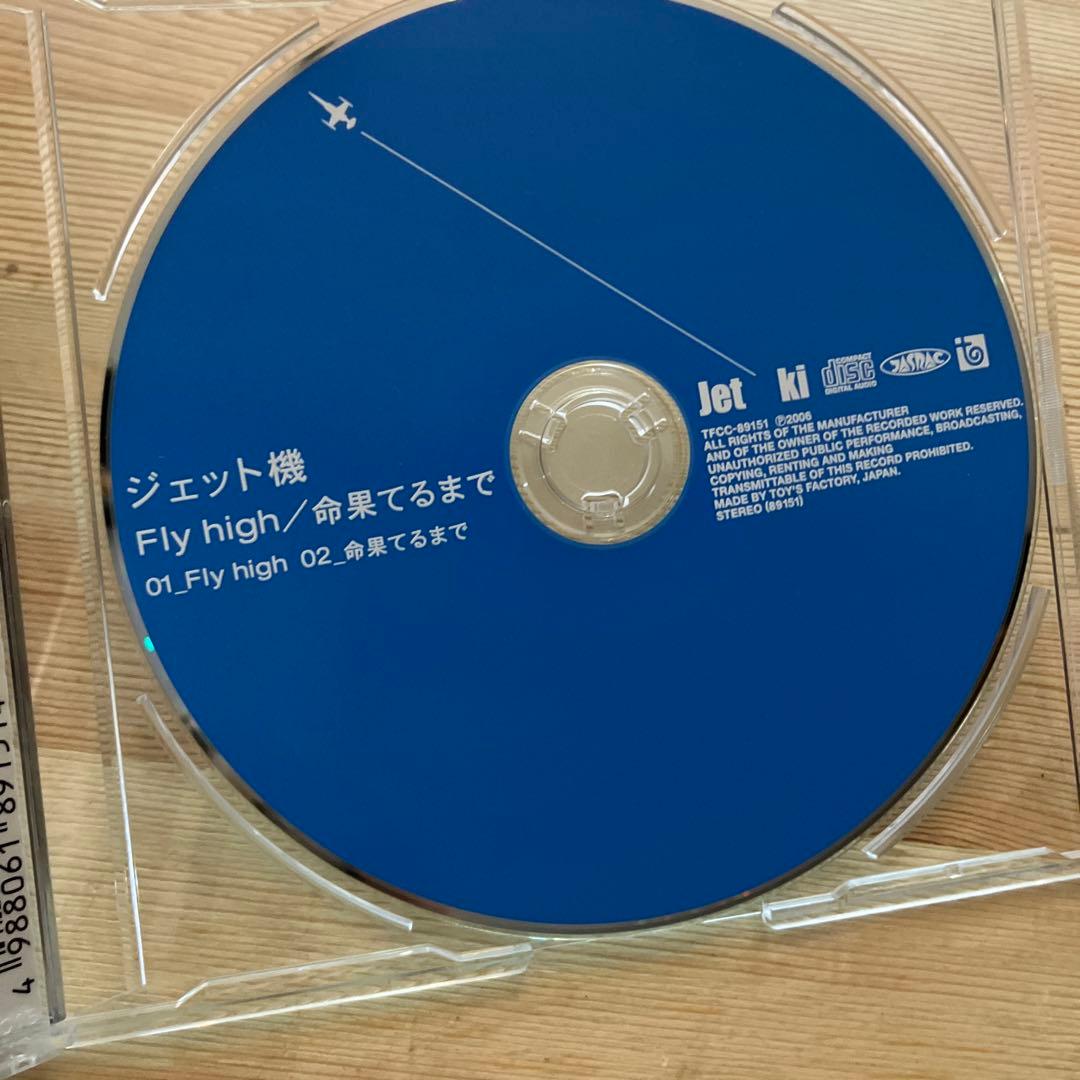 ジェット機
Fly high／命果てるまで
01_Fly high 02_命果てるまで
Jet ki
COMPACT
disc
DIGITAL AUDIO
JASRAC
TFCC-89151 ℗2006
ALL RIGHTS OF THE MANUFACTURER
AND OF THE OWNER OF THE RECORDED WORK RESERVED.
UNAUTHORIZED PUBLIC PERFORMANCE, BROADCASTING,
COPYING, RENTING AND MAKING
TRANSMITTABLE OF THIS RECORD PROHIBITED.
MADE BY TOY'S FACTORY, JAPAN.
STEREO (89151)
4 988061 8915